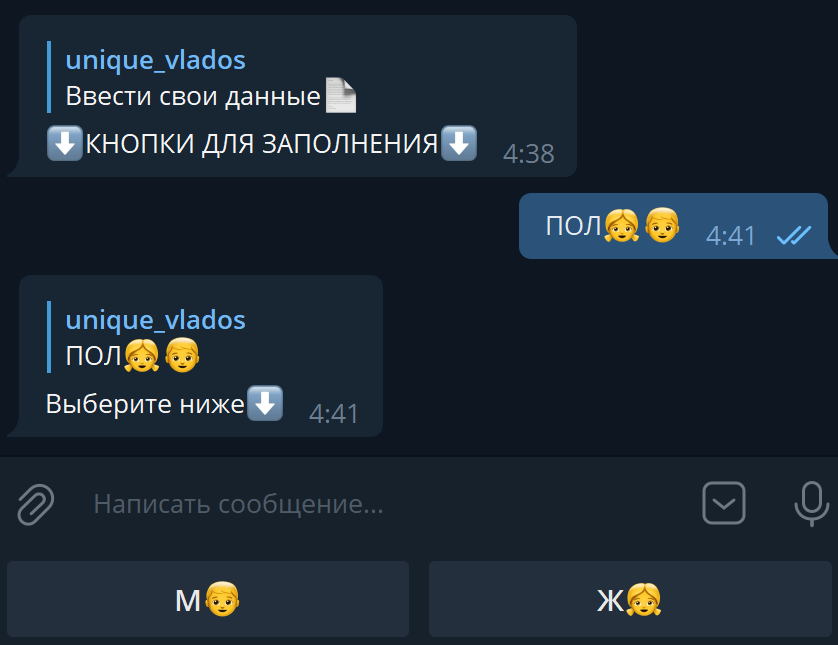 unique_vlados
Ввести свои данные📄
⬇️КНОПКИ ДЛЯ ЗАПОЛНЕНИЯ⬇️ 4:38
ПОЛ👧👦 4:41
unique_vlados
ПОЛ👧👦
Выберите ниже⬇️ 4:41
Написать сообщение...
М👦 Ж👧